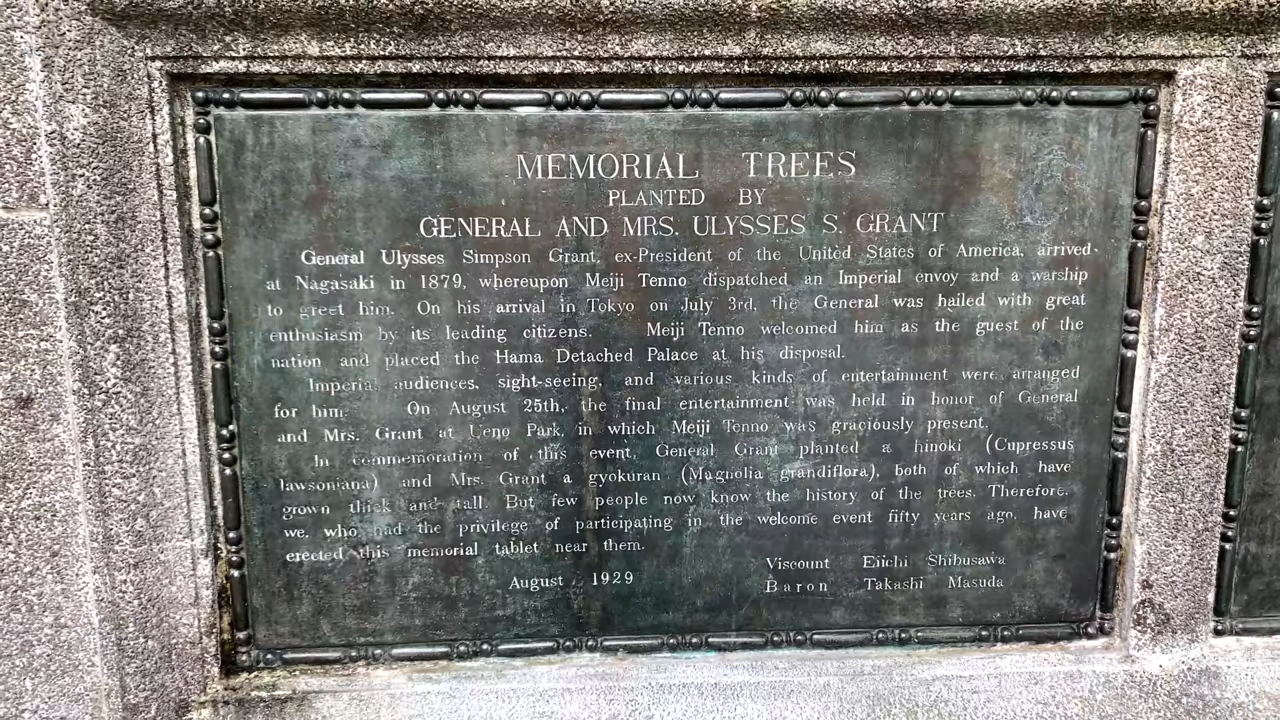 MEMORIAL TREES
PLANTED BY
GENERAL AND MRS. ULYSSES S. GRANT
General Ulysses Simpson Grant, ex-President of the United States of America, arrived
at Nagasaki in 1879, whereupon Meiji Tenno dispatched an Imperial envoy and a warship
to greet him. On his arrival in Tokyo on July 3rd, the General was hailed with great
enthusiasm by its leading citizens. Meiji Tenno welcomed him as the guest of the
nation and placed the Hama Detached Palace at his disposal.
Imperial audiences, sight-seeing, and various kinds of entertainment were arranged
for him. On August 25th, the final entertainment was held in honor of General
and Mrs. Grant at Ueno Park, in which Meiji Tenno was graciously present.
In commemoration of this event, General Grant planted a hinoki (Cupressus
lawsoniana) and Mrs. Grant a gyokuran (Magnolia grandiflora), both of which have
grown thick and tall. But few people now know the history of the trees. Therefore,
we, who had the privilege of participating in the welcome event fifty years ago, have
erected this memorial tablet near them.
August 1929
Viscount Eiichi Shibusawa
Baron Takashi Masuda